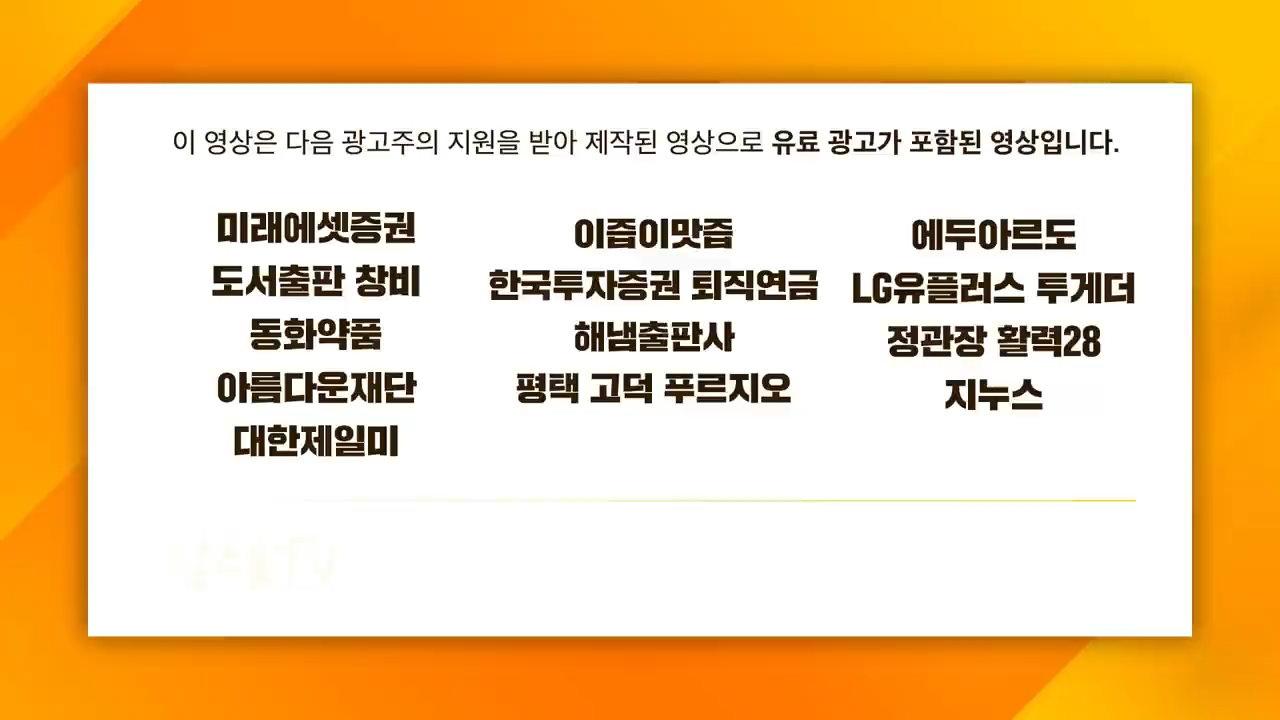 이 영상은 다음 광고주의 지원을 받아 제작된 영상으로 유료 광고가 포함된 영상입니다.
미래에셋증권
도서출판 창비
동화약품
아름다운재단
대한제일미
이즙이맛즙
한국투자증권 퇴직연금
해냄출판사
평택 고덕 푸르지오
에두아르도
LG유플러스 투게더
정관장 활력28
지누스